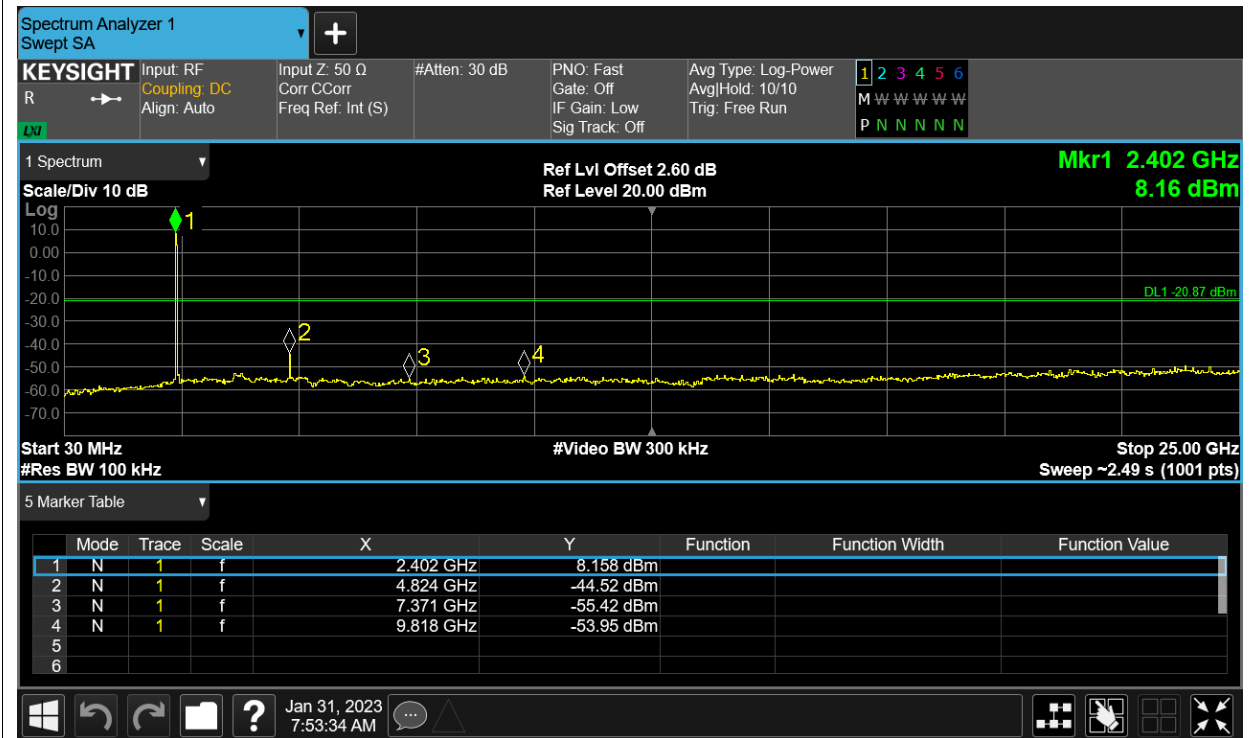 Spectrum Analyzer 1
Swept SA
KEYSIGHT Input: RF Input Z: 50 Ω #Atten: 30 dB PNO: Fast Avg Type: Log-Power 1 2 3 4 5 6
R Coupling: DC Corr CCorr Gate: Off Avg|Hold: 10/10 M W W W W W W
Align: Auto Freq Ref: Int (S) IF Gain: Low Trig: Free Run
LXI Sig Track: Off P N N N N N N
1 Spectrum Ref Lvl Offset 2.60 dB Mkr1 2.402 GHz
Scale/Div 10 dB Ref Level 20.00 dBm 8.16 dBm
Log
1
10.0
0.00
-10.0
-20.0 DL1 -20.87 dBm
-30.0
2
-40.0
3 4
-50.0
-60.0
-70.0
Start 30 MHz #Video BW 300 kHz Stop 25.00 GHz
#Res BW 100 kHz Sweep ~2.49 s (1001 pts)
5 Marker Table
Mode Trace Scale X Y Function Function Width Function Value
1 N 1 f 2.402 GHz 8.158 dBm
2 N 1 f 4.824 GHz -44.52 dBm
3 N 1 f 7.371 GHz -55.42 dBm
4 N 1 f 9.818 GHz -53.95 dBm
5
6
? Jan 31, 2023
7:53:34 AM